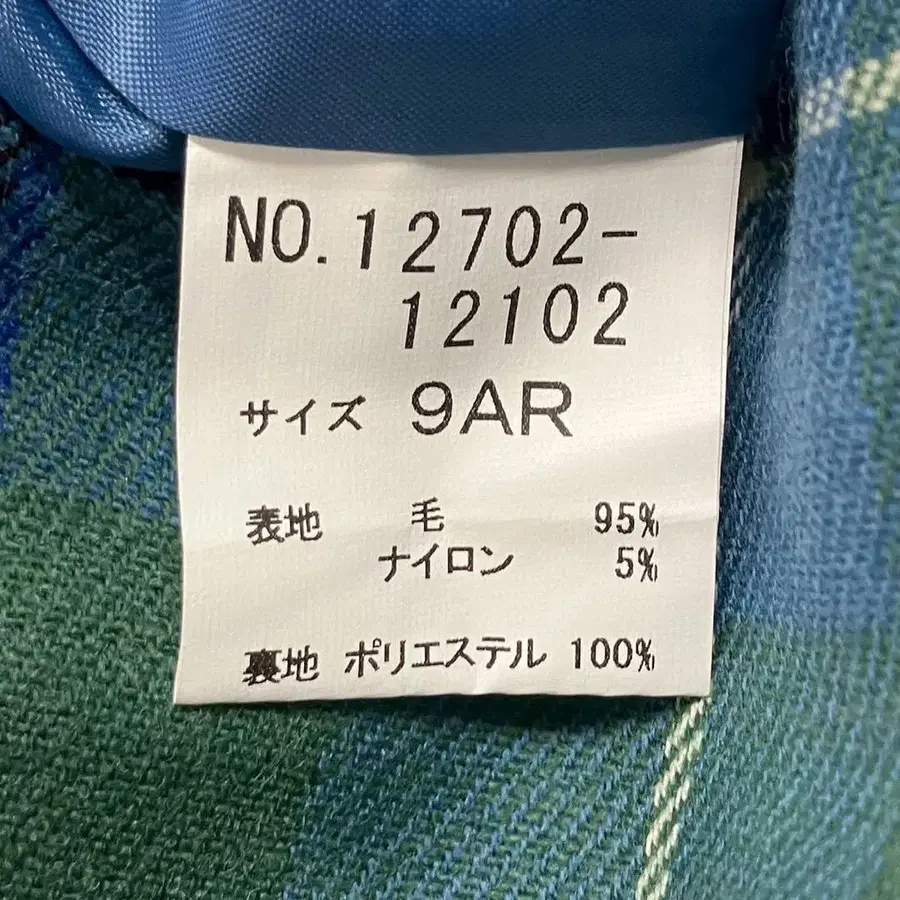 NO.12702-
12102
サイズ 9AR
表地 毛 95%
ナイロン 5%
裏地 ポリエステル 100%